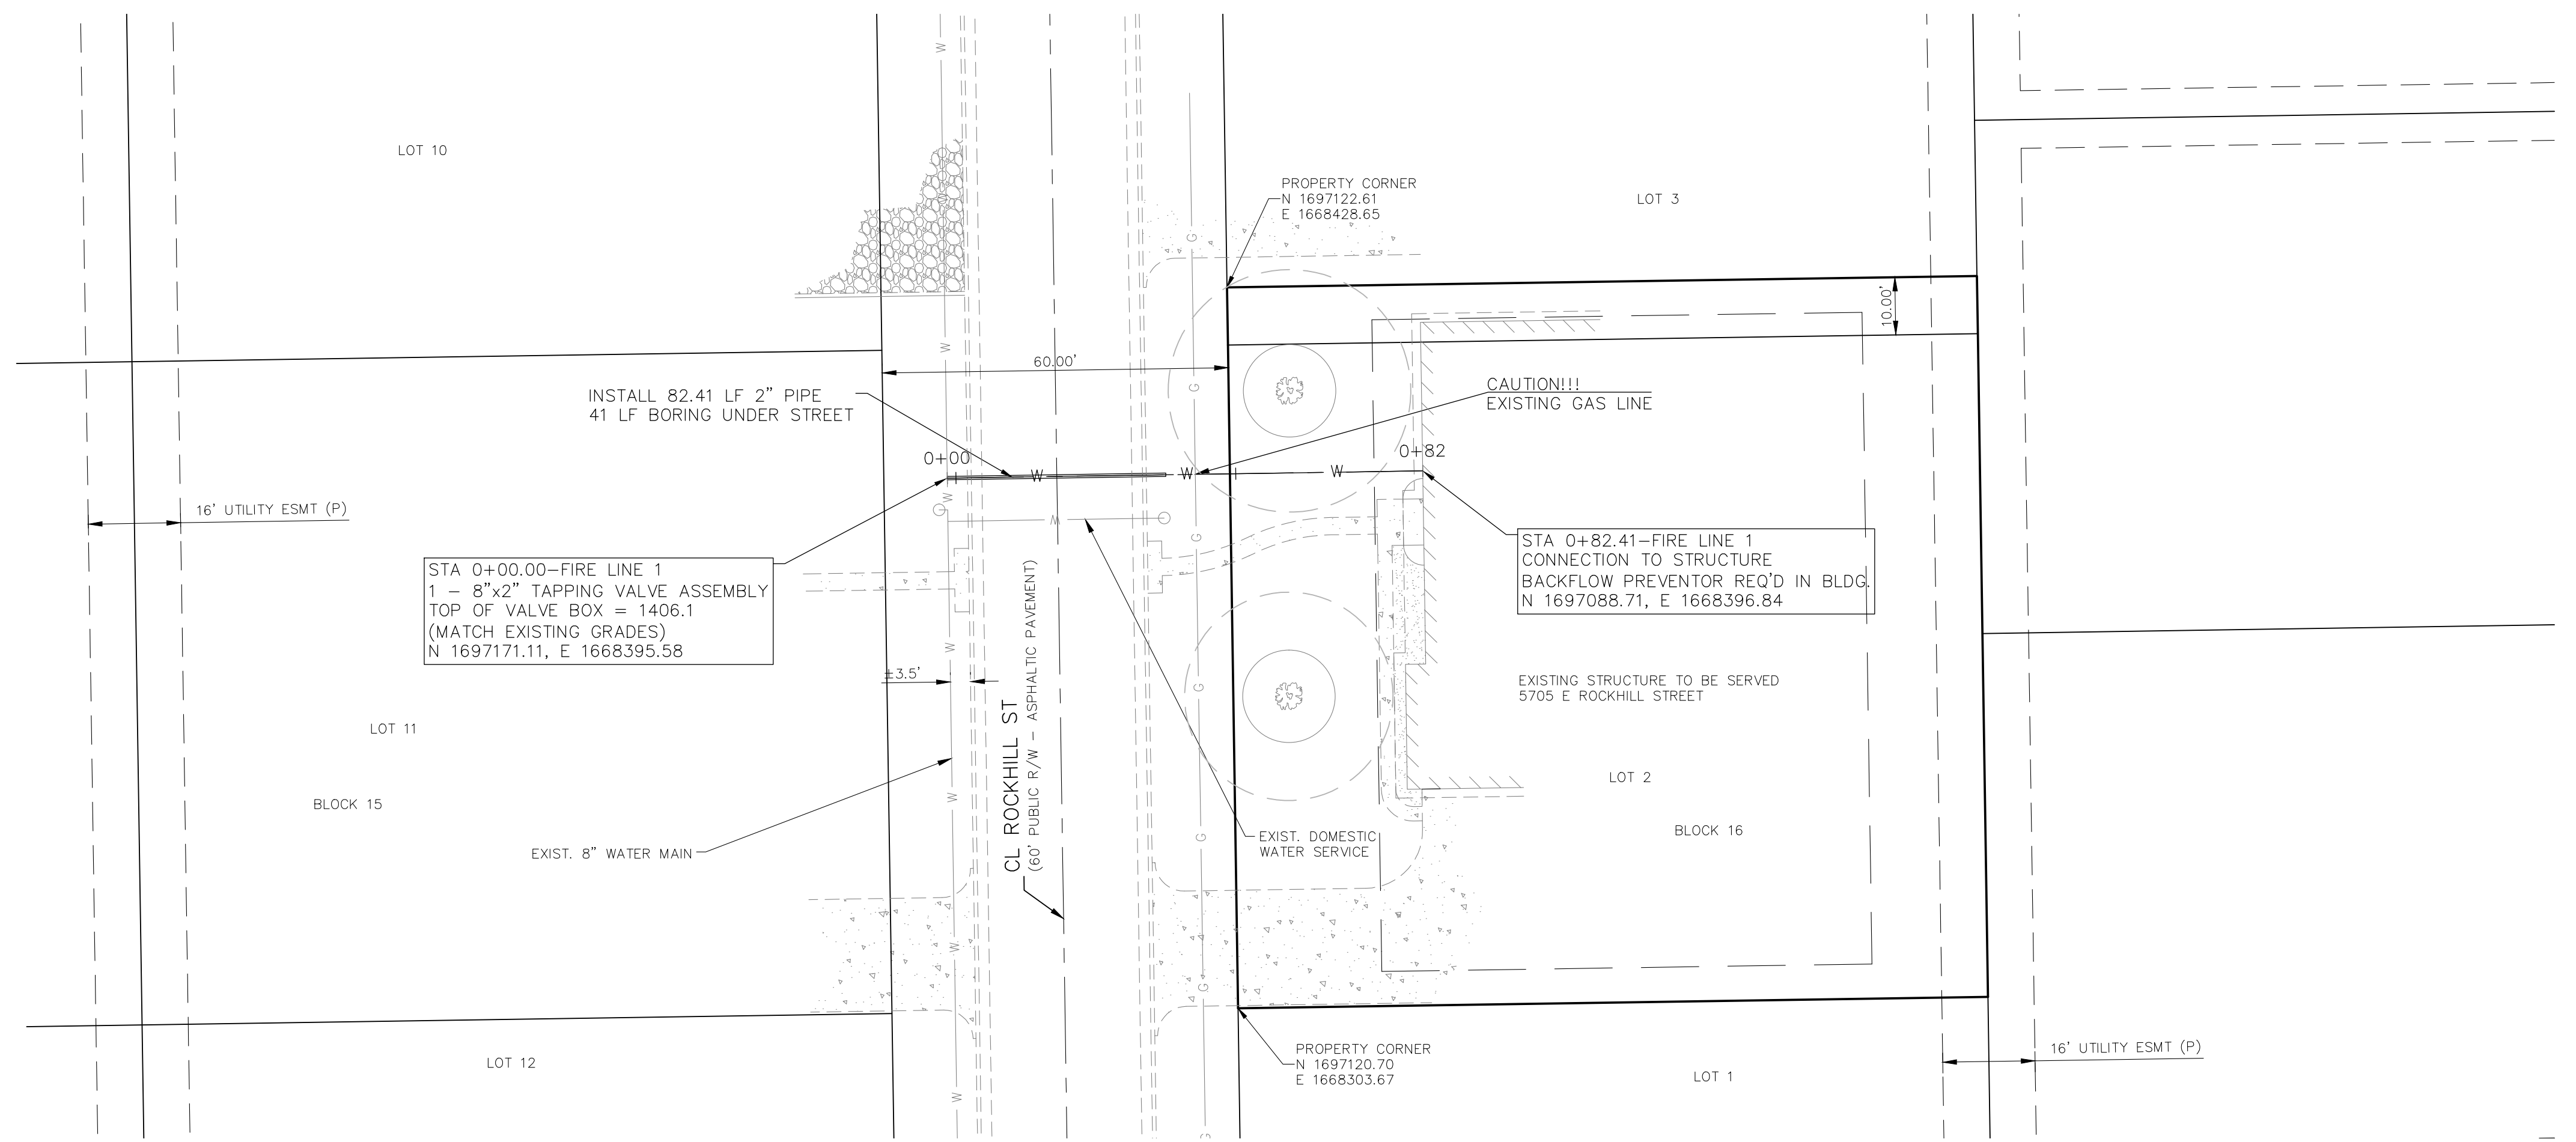 LOT 10
PROPERTY CORNER
N 1697122.61
E 1668428.65
LOT 3
10.00'
60.00'
INSTALL 82.41 LF 2" PIPE
41 LF BORING UNDER STREET
CAUTION!!!
EXISTING GAS LINE
0+00
0+82
W
W
W
W
W
W
W
W
W
W
W
W
W
G
G
G
G
G
G
G
16' UTILITY ESMT (P)
STA 0+00.00-FIRE LINE 1
1 - 8"x2" TAPPING VALVE ASSEMBLY
TOP OF VALVE BOX = 1406.1
(MATCH EXISTING GRADES)
N 1697171.11, E 1668395.58
STA 0+82.41-FIRE LINE 1
CONNECTION TO STRUCTURE
BACKFLOW PREVENTOR REQ'D IN BLDG.
N 1697088.71, E 1668396.84
±3.5'
CL ROCKHILL ST
(60' PUBLIC R/W - ASPHALTIC PAVEMENT)
EXISTING STRUCTURE TO BE SERVED
5705 E ROCKHILL STREET
LOT 11
LOT 2
BLOCK 15
BLOCK 16
EXIST. 8" WATER MAIN
EXIST. DOMESTIC
WATER SERVICE
PROPERTY CORNER
N 1697120.70
E 1668303.67
LOT 12
LOT 1
16' UTILITY ESMT (P)